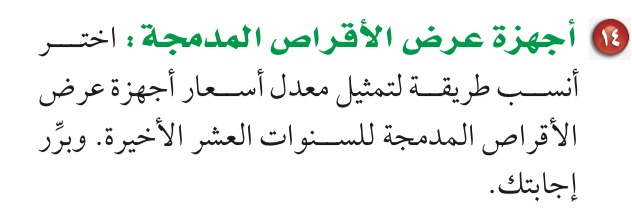 ١٤ أجهزة عرض الأقراص المدمجة : اختر
أنسب طريقة لتمثيل معدل أسعار أجهزة عرض
الأقراص المدمجة للسنوات العشر الأخيرة. وبرِّر
إجابتك.